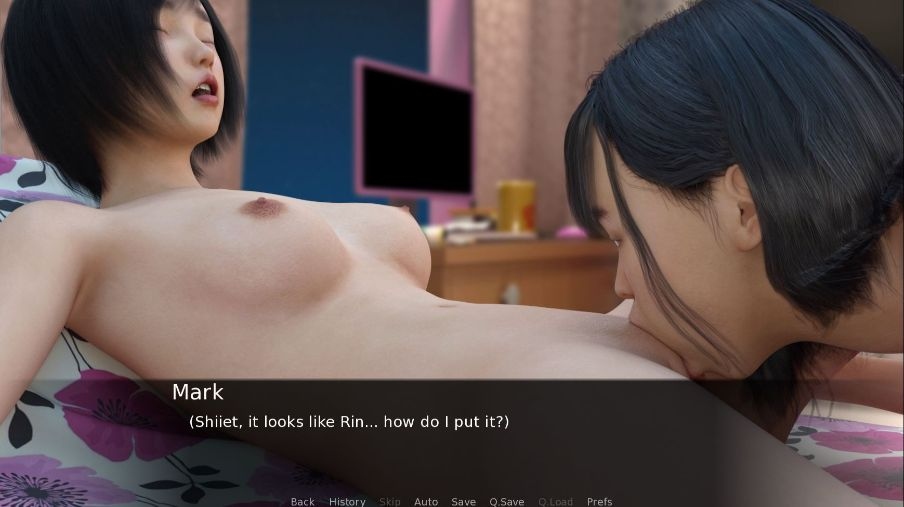 Mark
(Shiiet, it looks like Rin... how do I put it?)
Back History Skip Auto Save Q.Save Q.Load Prefs